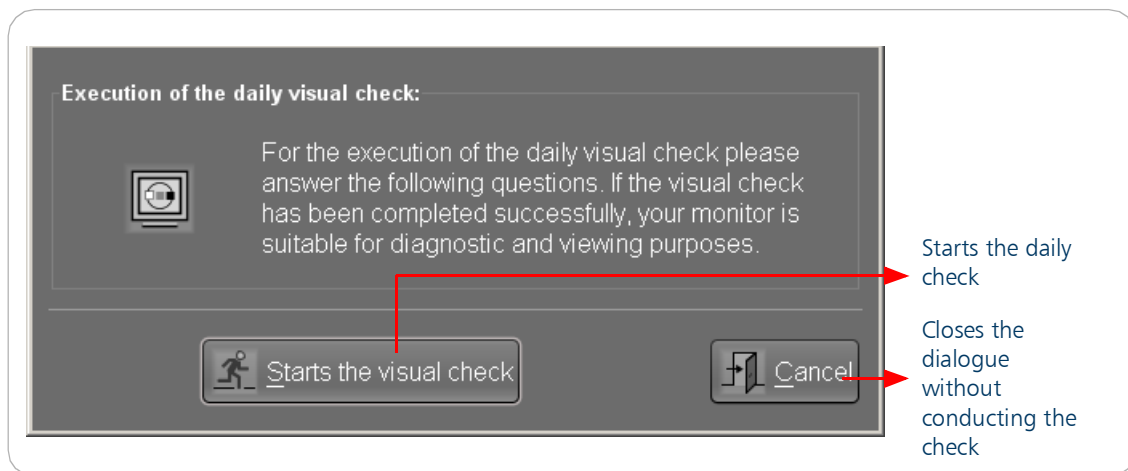 Execution of the daily visual check:
For the execution of the daily visual check please
answer the following questions. If the visual check
has been completed successfully, your monitor is
suitable for diagnostic and viewing purposes.
Starts the visual check
Cancel
Starts the daily
check
Closes the
dialogue
without
conducting the
check